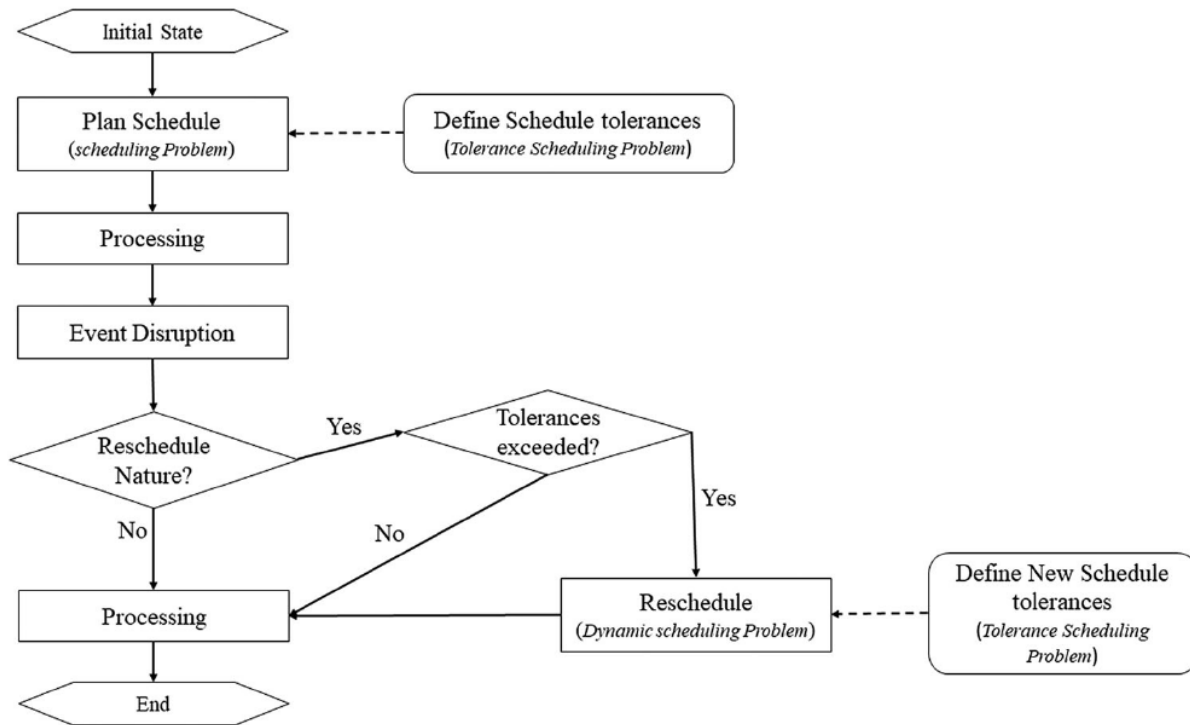 Initial State
Plan Schedule
(scheduling Problem)
Define Schedule tolerances
(Tolerance Scheduling Problem)
Processing
Event Disruption
Reschedule
Nature?
Yes
Tolerances
exceeded?
Yes
No
No
Processing
Reschedule
(Dynamic scheduling Problem)
Define New Schedule
tolerances
(Tolerance Scheduling
Problem)
End